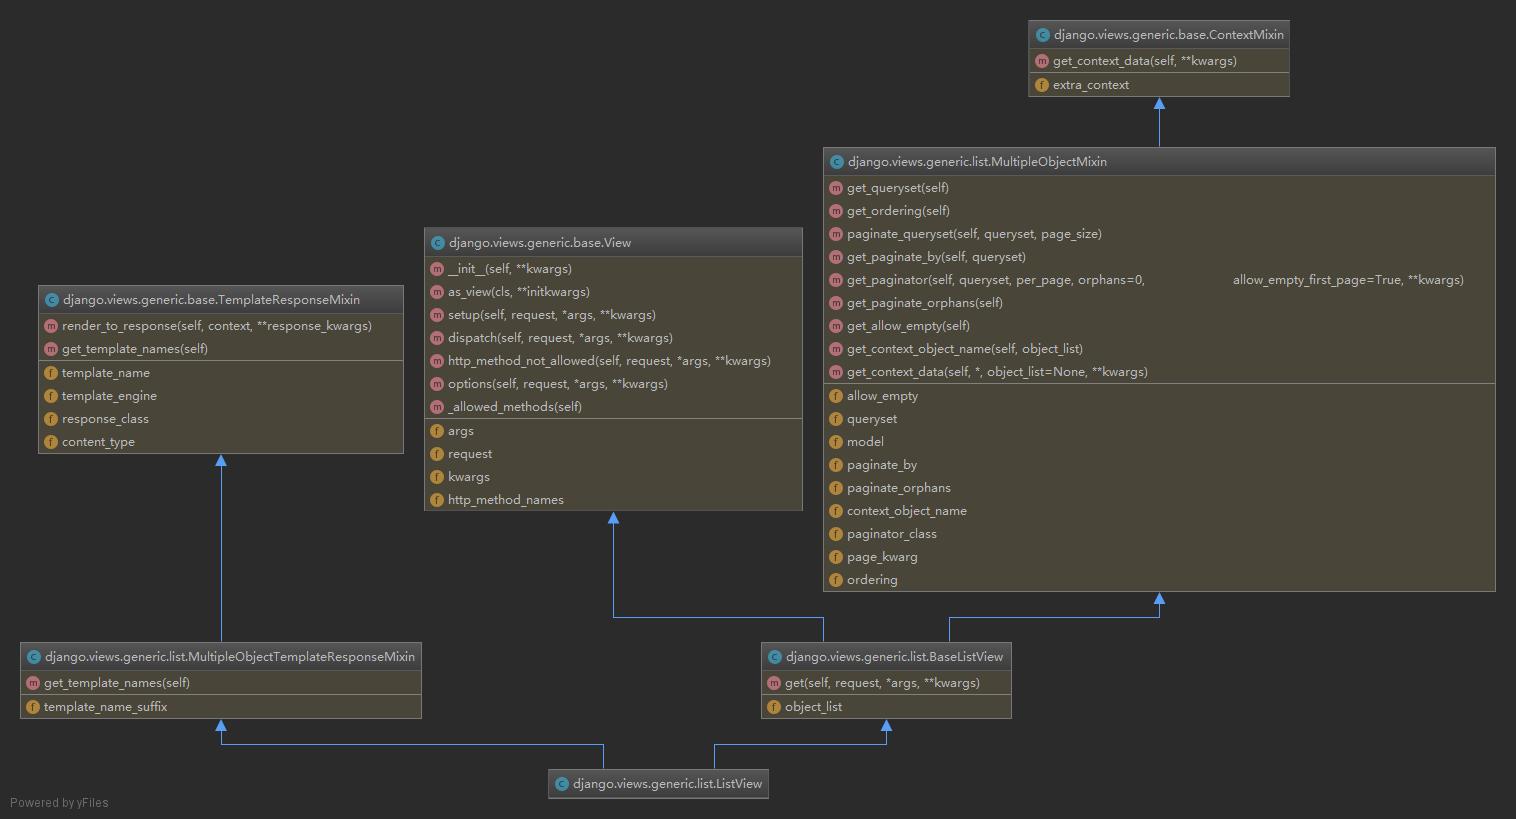 django.views.generic.base.ContextMixin
get_context_data(self, **kwargs)
extra_context
django.views.generic.list.MultipleObjectMixin
get_queryset(self)
get_ordering(self)
paginate_queryset(self, queryset, page_size)
get_paginate_by(self, queryset)
get_paginator(self, queryset, per_page, orphans=0, allow_empty_first_page=True, **kwargs)
get_paginate_orphans(self)
get_allow_empty(self)
get_context_object_name(self, object_list)
get_context_data(self, *, object_list=None, **kwargs)
allow_empty
queryset
model
paginate_by
paginate_orphans
context_object_name
paginator_class
page_kwarg
ordering
django.views.generic.base.View
__init__(self, **kwargs)
as_view(cls, **initkwargs)
setup(self, request, *args, **kwargs)
dispatch(self, request, *args, **kwargs)
http_method_not_allowed(self, request, *args, **kwargs)
options(self, request, *args, **kwargs)
_allowed_methods(self)
args
request
kwargs
http_method_names
django.views.generic.base.TemplateResponseMixin
render_to_response(self, context, **response_kwargs)
get_template_names(self)
template_name
template_engine
response_class
content_type
django.views.generic.list.MultipleObjectTemplateResponseMixin
get_template_names(self)
template_name_suffix
django.views.generic.list.BaseListView
get(self, request, *args, **kwargs)
object_list
django.views.generic.list.ListView
Powered by yFiles